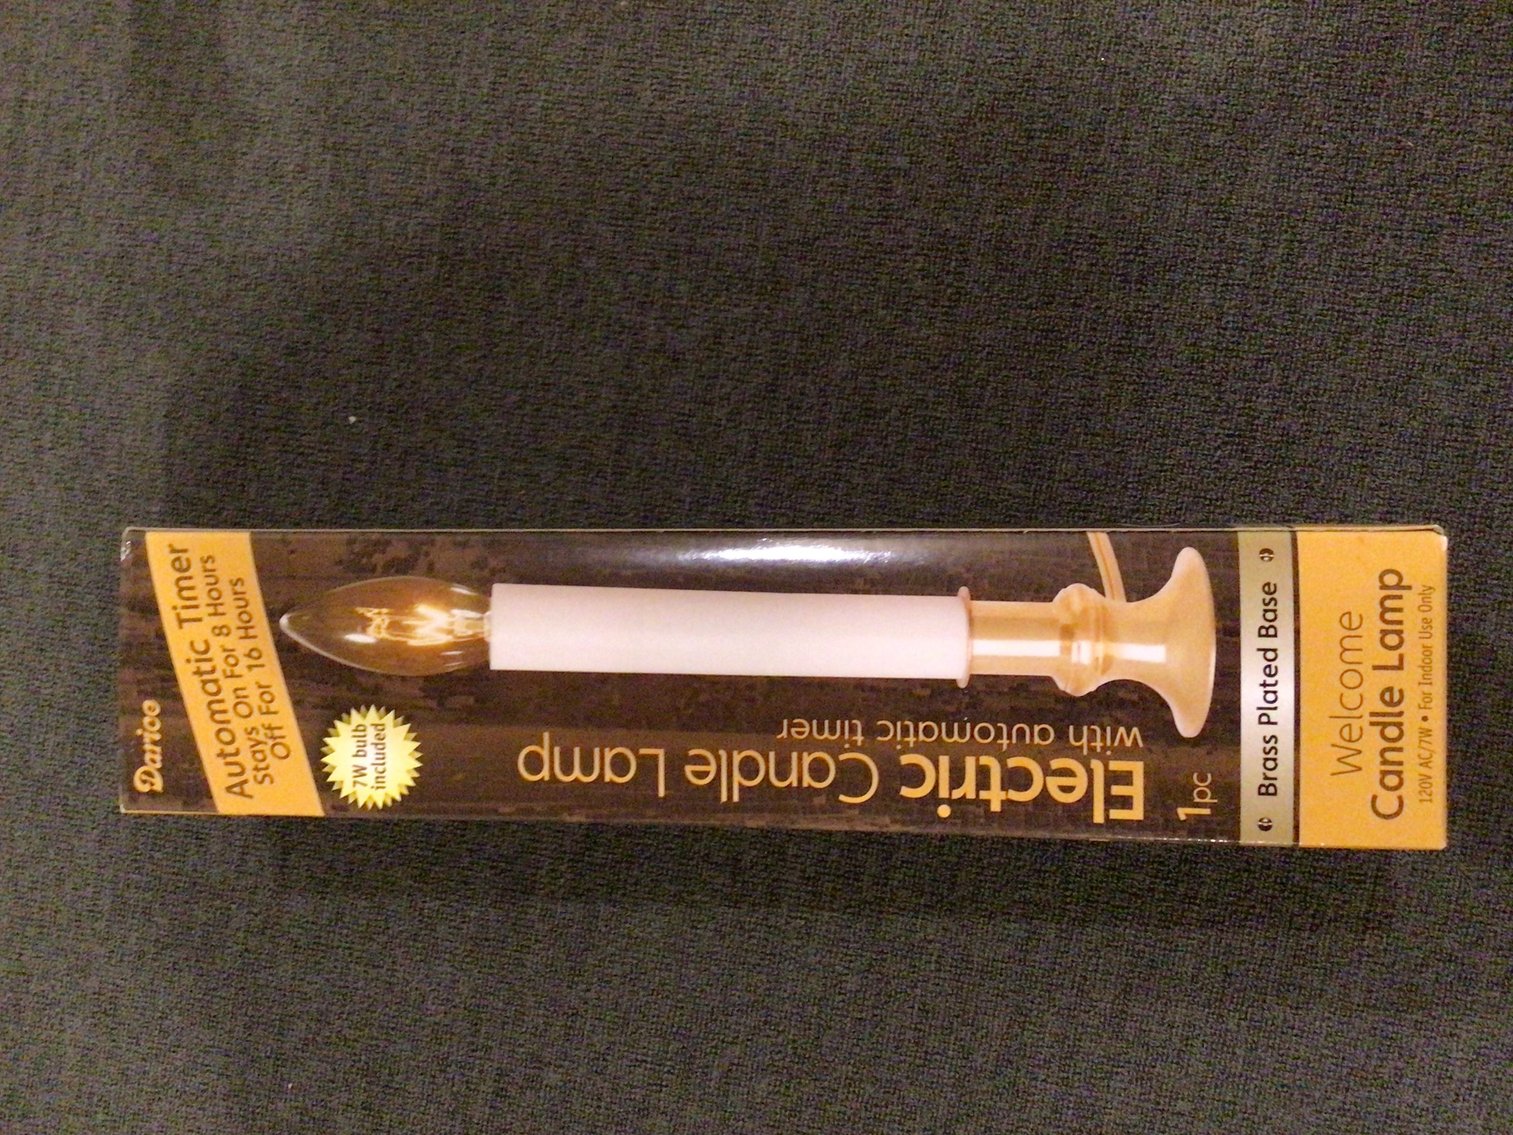 Darice
Automatic Timer
Stays On For 8 Hours
Off For 16 Hours
7W bulb
included
Electric Candle Lamp
with automatic timer
1pc
Brass Plated Base
Welcome
Candle Lamp
120V AC/7W • For Indoor Use Only